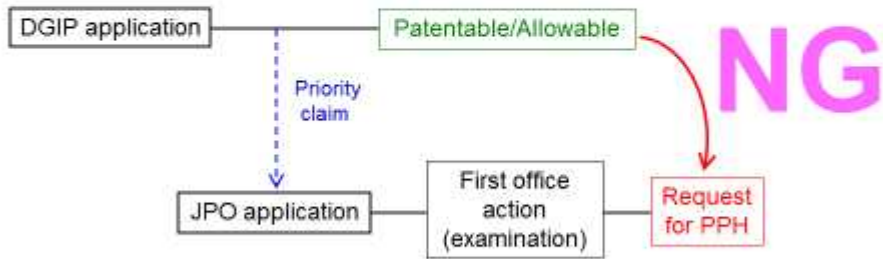 DGIP application
Patentable/Allowable
NG
Priority
claim
JPO application
First office
action
(examination)
Request
for PPH